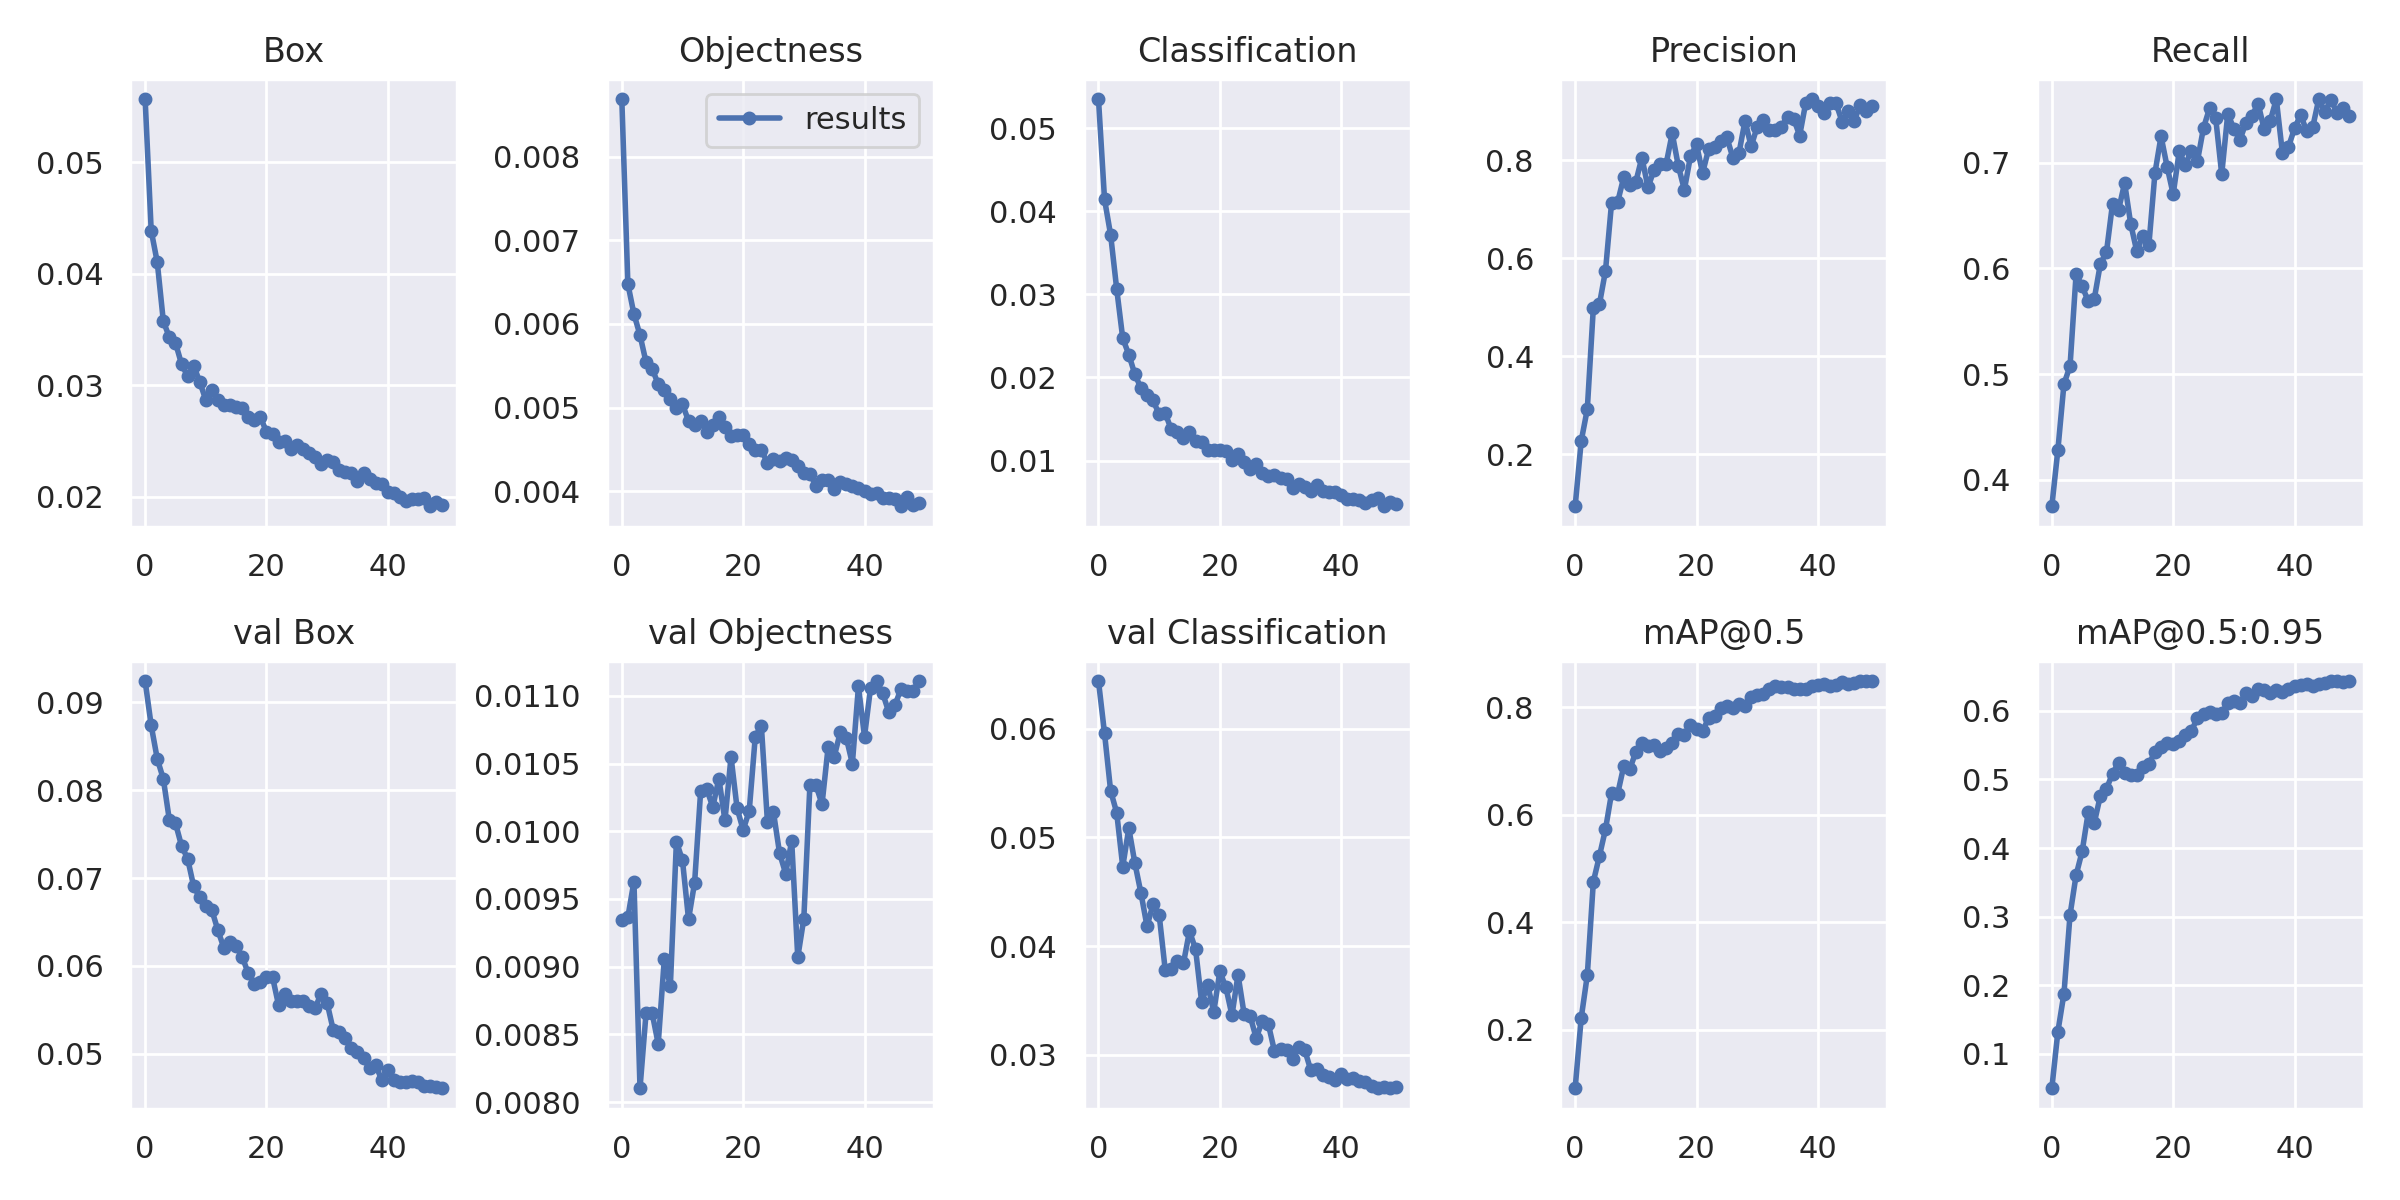 Box
Objectness
Classification
Precision
Recall
results
0.05
0.04
0.03
0.02
0 20 40
0.008
0.007
0.006
0.005
0.004
0 20 40
0.05
0.04
0.03
0.02
0.01
0 20 40
0.8
0.6
0.4
0.2
0 20 40
0.7
0.6
0.5
0.4
0 20 40
val Box
val Objectness
val Classification
mAP@0.5
mAP@0.5:0.95
0.09
0.08
0.07
0.06
0.05
0 20 40
0.0110
0.0105
0.0100
0.0095
0.0090
0.0085
0.0080
0 20 40
0.06
0.05
0.04
0.03
0 20 40
0.8
0.6
0.4
0.2
0 20 40
0.6
0.5
0.4
0.3
0.2
0.1
0 20 40